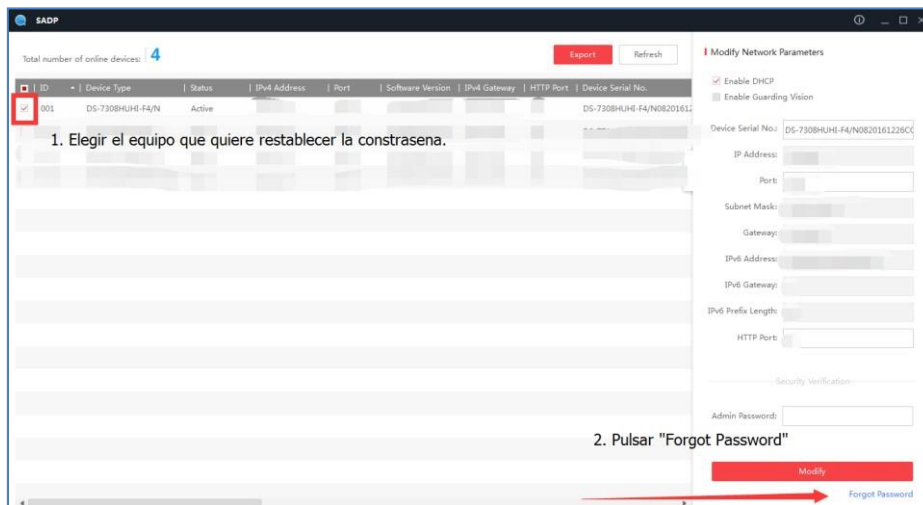 SADP
Total number of online devices: 4
Export
Refresh
ID
Device Type
Status
IPv4 Address
Port
Software Version
IPv4 Gateway
HTTP Port
Device Serial No.
001
DS-7308HUHI-F4/N
Active
DS-7308HUHI-F4/N08201612
1. Elegir el equipo que quiere restablecer la constrasena.
Modify Network Parameters
Enable DHCP
Enable Guarding Vision
Device Serial No.: DS-7308HUHI-F4/N0820161226CC
IP Address:
Port:
Subnet Mask:
Gateway:
IPv6 Address:
IPv6 Gateway:
IPv6 Prefix Length:
HTTP Port:
Security Verification
Admin Password:
2. Pulsar "Forgot Password"
Modify
Forgot Password